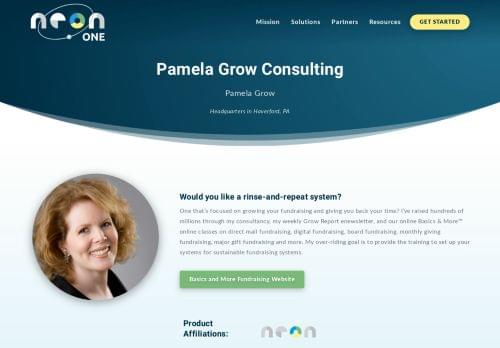 neon ONE
Mission Solutions Partners Resources GET STARTED
Pamela Grow Consulting
Pamela Grow
Headquarters in Haverford, PA
Would you like a rinse-and-repeat system?
One that's focused on growing your fundraising and giving you back your time? I've raised hundreds of
millions through my consultancy, my weekly Grow Report enewsletter, and our online Basics & More™
online classes on direct mail fundraising, digital fundraising, board fundraising, monthly giving
fundraising, major gift fundraising and more. My over-riding goal is to provide the training to set up your
systems for sustainable fundraising systems.
Basics and More Fundraising Website
Product
Affiliations:
neon